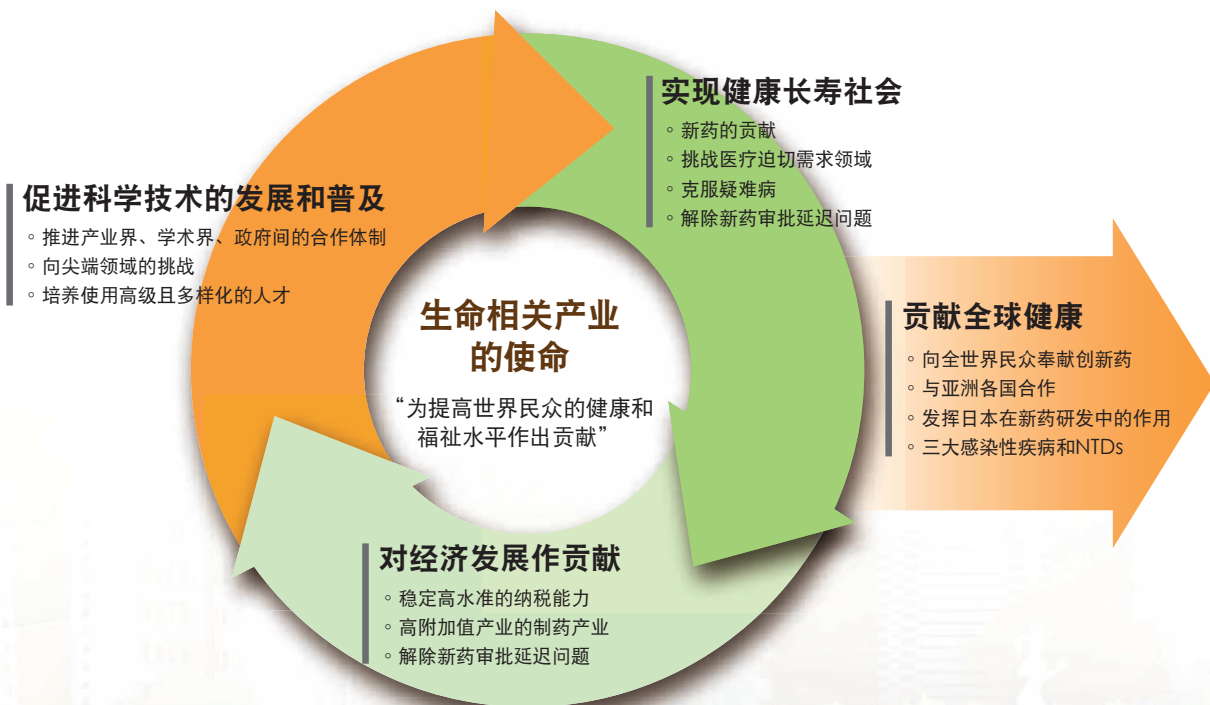 实现健康长寿社会
◦ 新药的贡献
◦ 挑战医疗迫切需求领域
◦ 克服疑难病
◦ 解除新药审批延迟问题
促进科学技术的发展和普及
◦ 推进产业界、学术界、政府间的合作体制
◦ 向尖端领域的挑战
◦ 培养使用高级且多样化的人才
生命相关产业
的使命
“为提高世界民众的健康和
福祉水平作出贡献”
贡献全球健康
◦ 向全世界民众奉献创新药
◦ 与亚洲各国合作
◦ 发挥日本在新药研发中的作用
◦ 三大感染性疾病和NTDs
对经济发展作贡献
◦ 稳定高水准的纳税能力
◦ 高附加值产业的制药产业
◦ 解除新药审批延迟问题